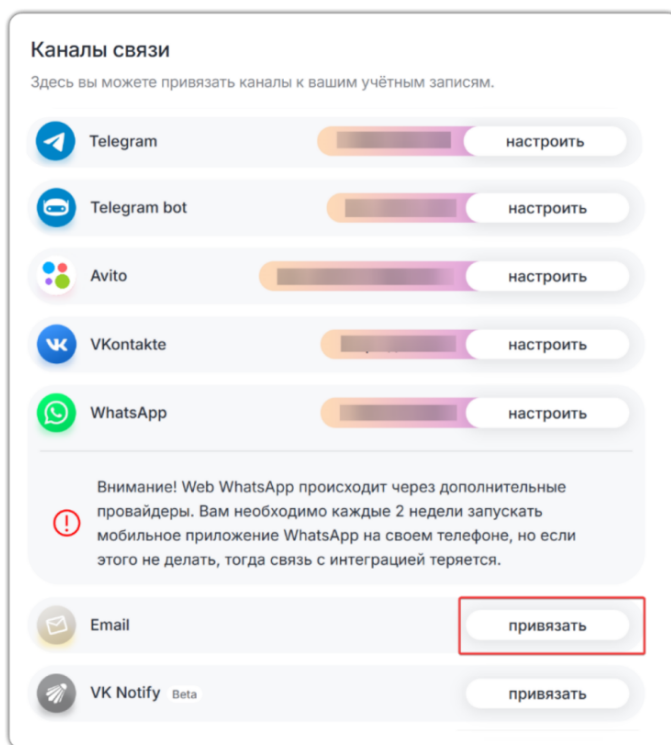 Каналы связи
Здесь вы можете привязать каналы к вашим учётным записям.
Telegram настроить
Telegram bot настроить
Avito настроить
VKontakte настроить
WhatsApp настроить
Внимание! Web WhatsApp происходит через дополнительные
провайдеры. Вам необходимо каждые 2 недели запускать
мобильное приложение WhatsApp на своем телефоне, но если
этого не делать, тогда связь с интеграцией теряется.
Email привязать
VK Notify Beta привязать